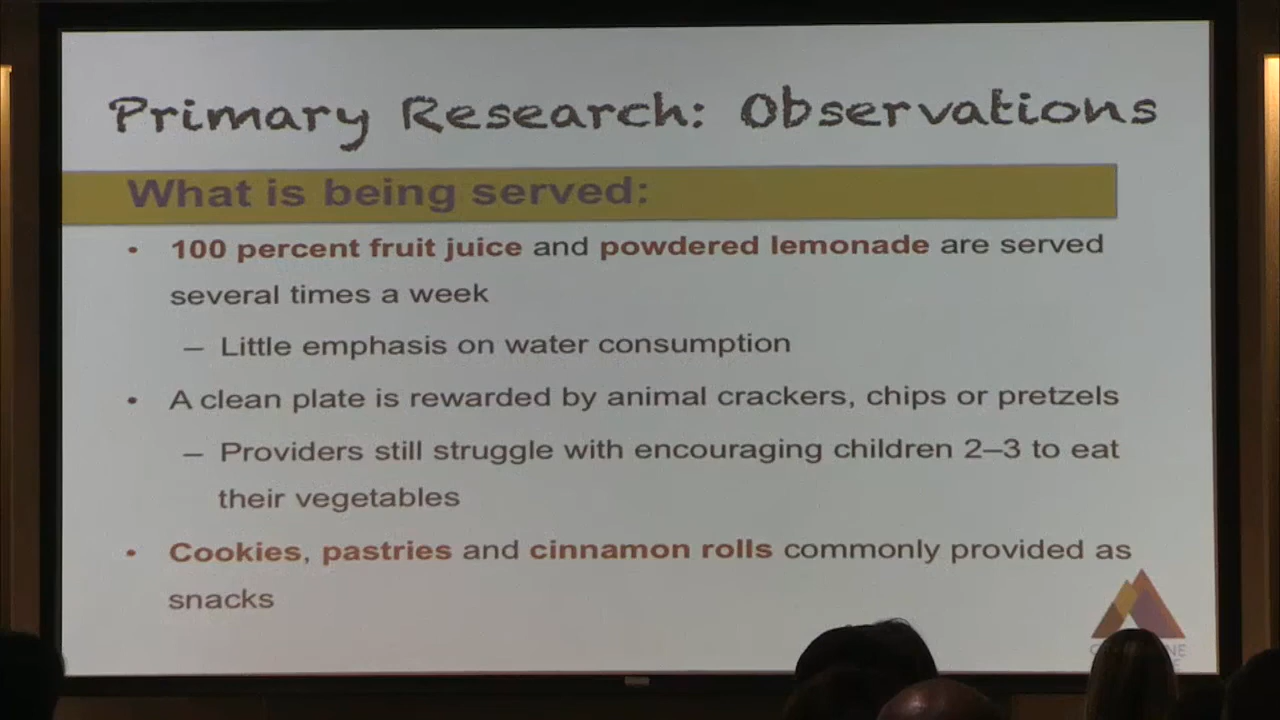 Primary Research: Observations
What is being served:
• 100 percent fruit juice and powdered lemonade are served
several times a week
– Little emphasis on water consumption
• A clean plate is rewarded by animal crackers, chips or pretzels
– Providers still struggle with encouraging children 2–3 to eat
their vegetables
• Cookies, pastries and cinnamon rolls commonly provided as
snacks